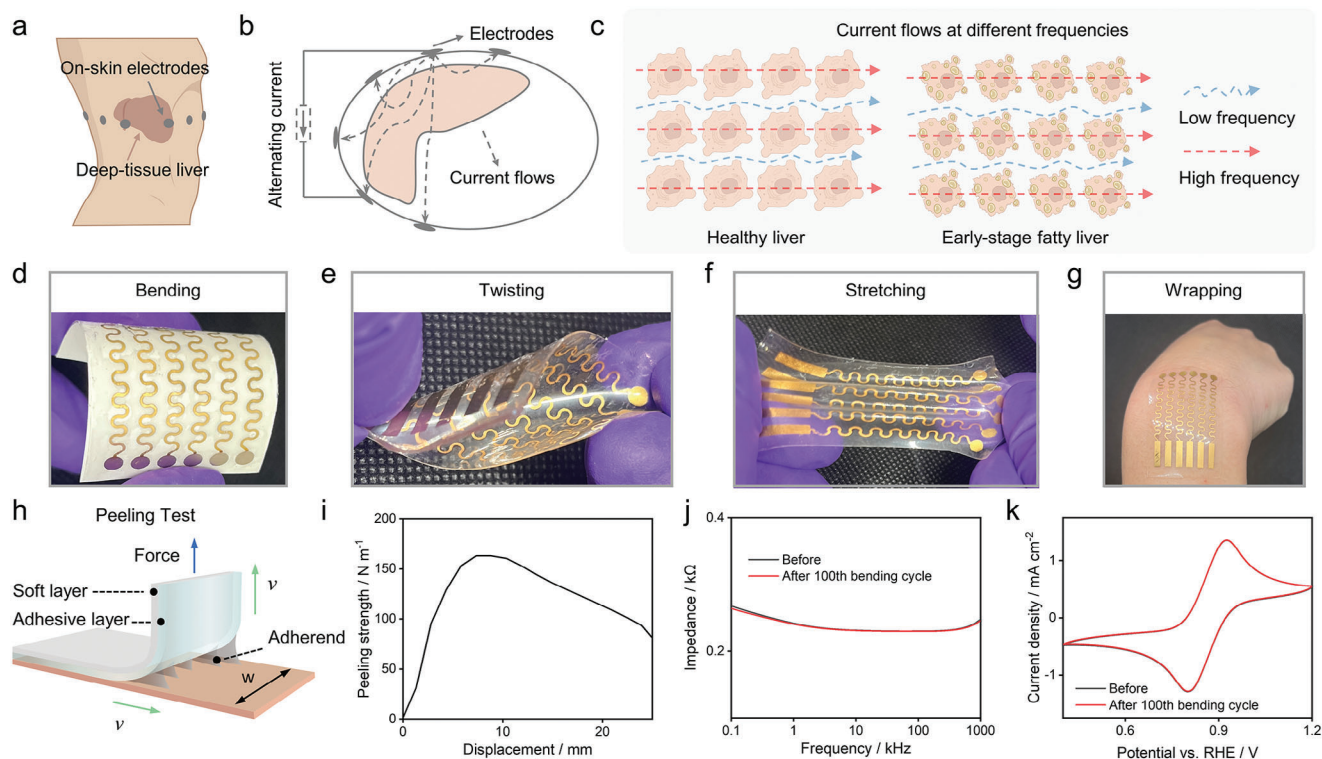 a
On-skin electrodes
Deep-tissue liver
b
Electrodes
Alternating current
Current flows
c
Current flows at different frequencies
Low frequency
High frequency
Healthy liver
Early-stage fatty liver
d
Bending
e
Twisting
f
Stretching
g
Wrapping
h
Peeling Test
Force
v
Soft layer
Adhesive layer
Adherend
w
v
i
Peeling strength / N m⁻¹
200
150
100
50
0
0
10
20
Displacement / mm
j
Impedance / kΩ
0.4
0.2
Before
After 100th bending cycle
0.1
1
10
100
1000
Frequency / kHz
k
Current density / mA cm⁻²
1
0
-1
Before
After 100th bending cycle
0.6
0.9
1.2
Potential vs. RHE / V